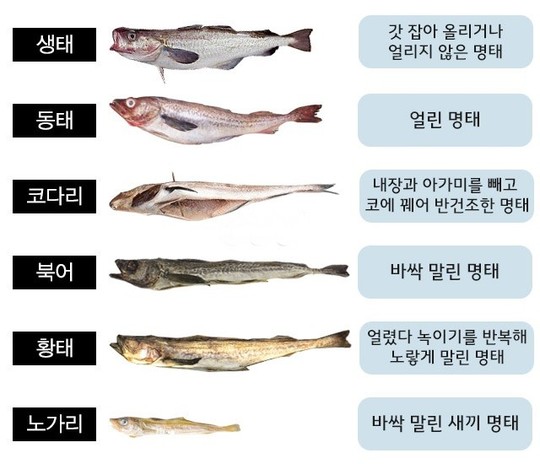 생태
갓 잡아 올리거나
얼리지 않은 명태
동태
얼린 명태
코다리
내장과 아가미를 빼고
코에 꿰어 반건조한 명태
북어
바싹 말린 명태
황태
얼렸다 녹이기를 반복해
노랗게 말린 명태
노가리
바싹 말린 새끼 명태